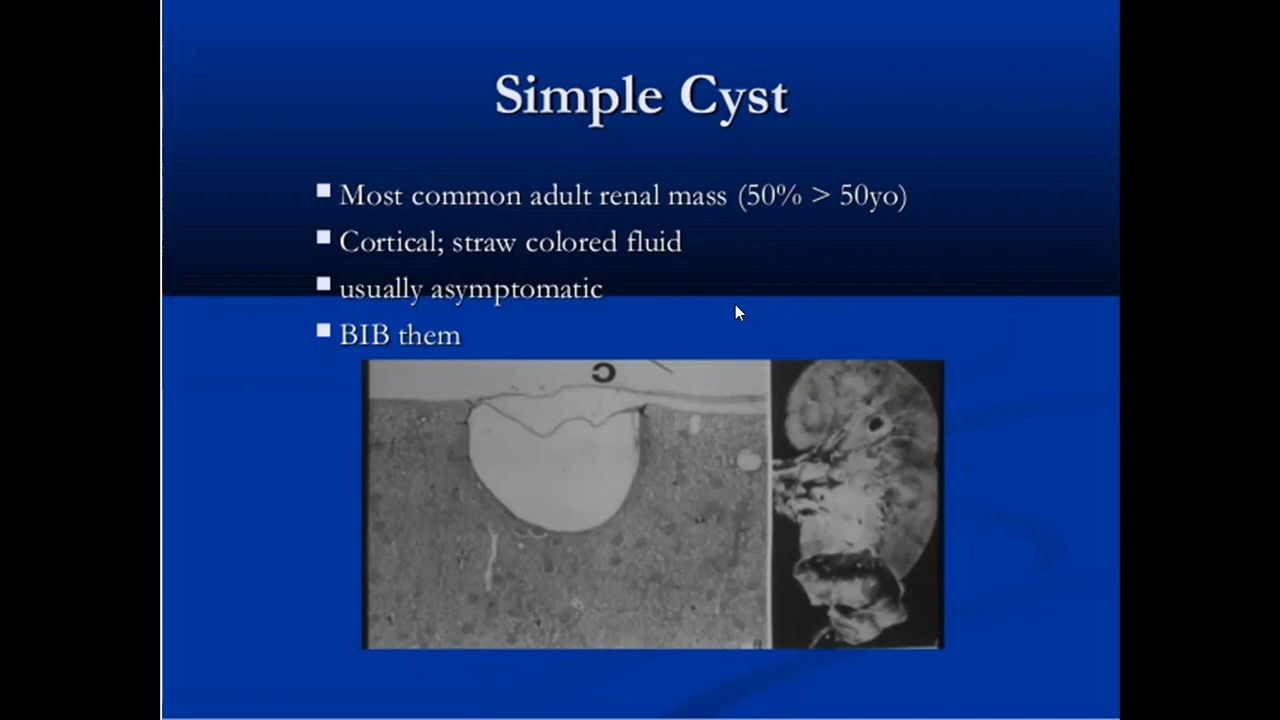 Simple Cyst
Most common adult renal mass (50% > 50yo)
Cortical; straw colored fluid
usually asymptomatic
BIB them
C